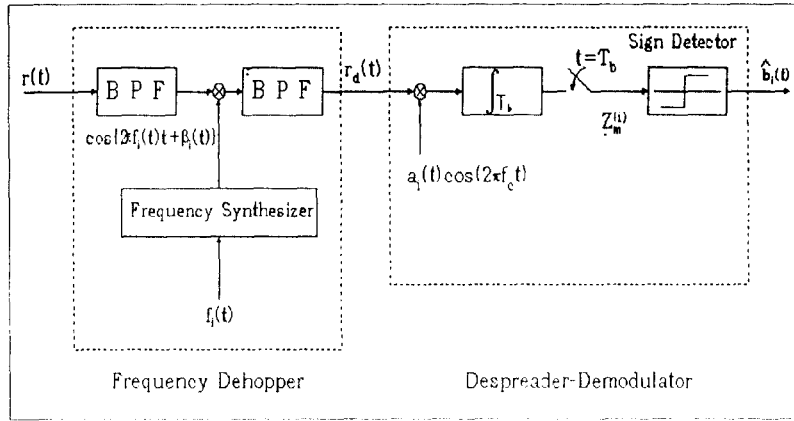 Sign Detector
r(t)
B P F
B P F
r_d(t)
∫T_b
t=T_b
Z_m^(i)
b̂_i(t)
cos{2πf_i(t)t+β_i(t)}
a_i(t)cos(2πf_c t)
Frequency Synthesizer
f_i(t)
Frequency Dehopper
Despreader-Demodulator